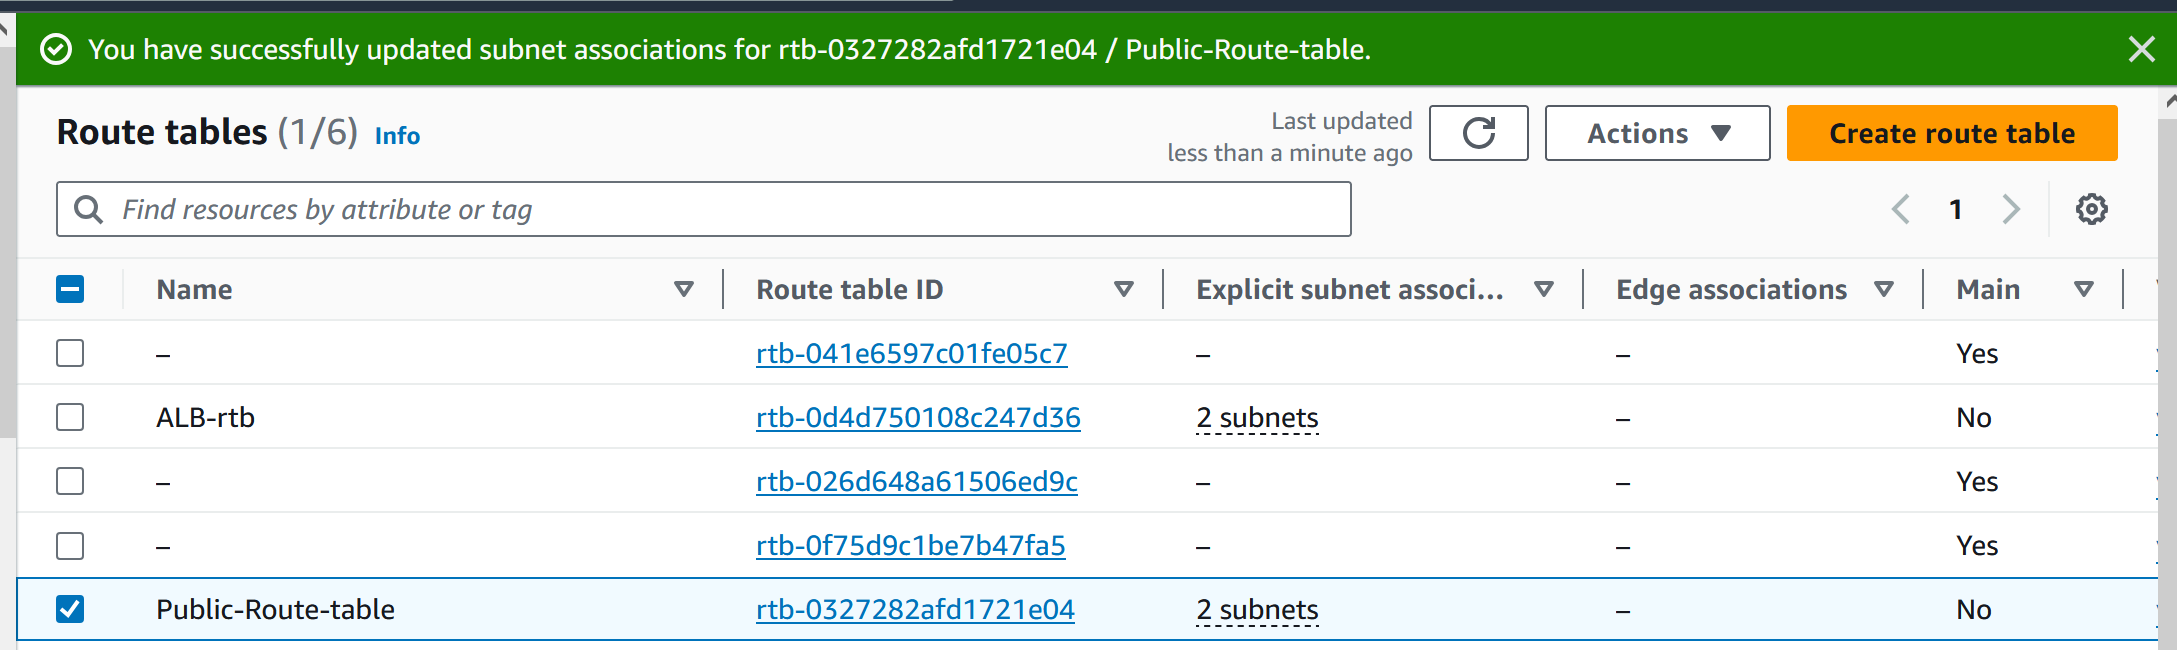 You have successfully updated subnet associations for rtb-0327282afd1721e04 / Public-Route-table.
Route tables (1/6) Info
Last updated
less than a minute ago
Actions
Create route table
Find resources by attribute or tag
1
Name Route table ID Explicit subnet associ... Edge associations Main
– rtb-041e6597c01fe05c7 – – Yes
ALB-rtb rtb-0d4d750108c247d36 2 subnets – No
– rtb-026d648a61506ed9c – – Yes
– rtb-0f75d9c1be7b47fa5 – – Yes
Public-Route-table rtb-0327282afd1721e04 2 subnets – No